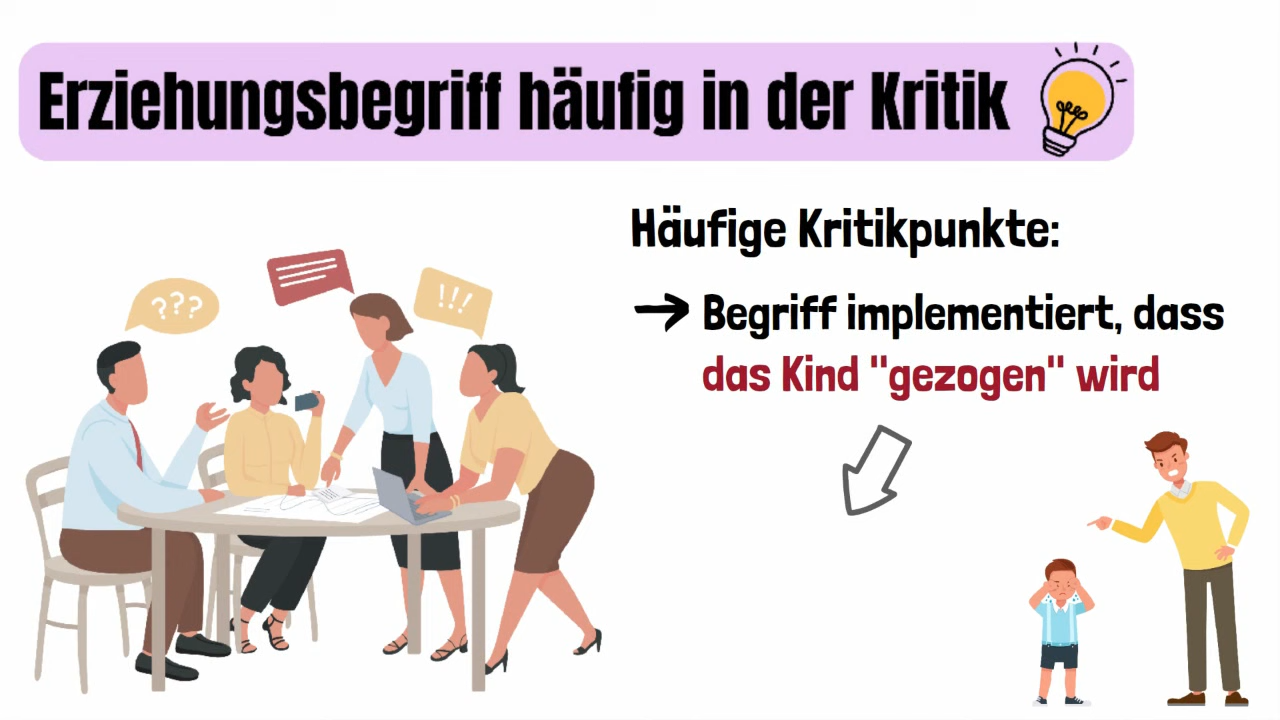 Erziehungsbegriff häufig in der Kritik
Häufige Kritikpunkte:
→ Begriff implementiert, dass
das Kind "gezogen" wird
???
!!!